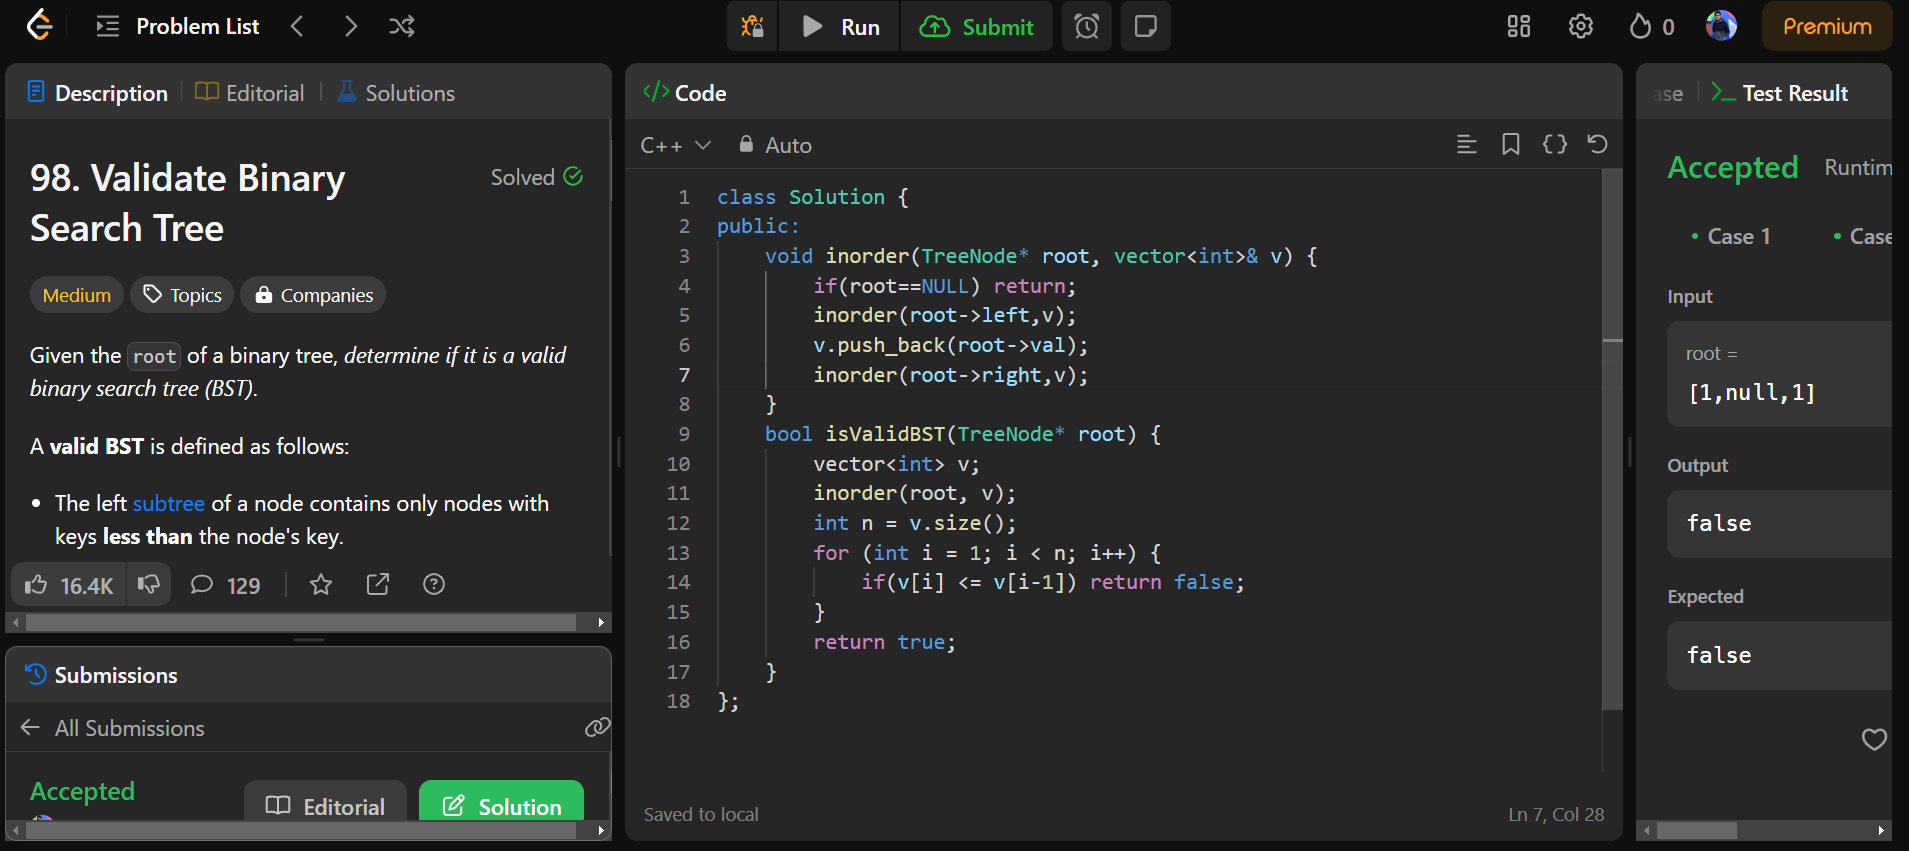 Problem List
Run
Submit
0
Premium
Description
Editorial
Solutions
98. Validate Binary
Search Tree
Solved
Medium
Topics
Companies
Given the root of a binary tree, determine if it is a valid
binary search tree (BST).
A valid BST is defined as follows:
• The left subtree of a node contains only nodes with
keys less than the node's key.
16.4K
129
Submissions
All Submissions
Accepted
Editorial
Solution
</> Code
C++
Auto
1 class Solution {
2 public:
3 void inorder(TreeNode* root, vector<int>& v) {
4 if(root==NULL) return;
5 inorder(root->left,v);
6 v.push_back(root->val);
7 inorder(root->right,v);
8 }
9 bool isValidBST(TreeNode* root) {
10 vector<int> v;
11 inorder(root, v);
12 int n = v.size();
13 for (int i = 1; i < n; i++) {
14 if(v[i] <= v[i-1]) return false;
15 }
16 return true;
17 }
18 };
Saved to local
Ln 7, Col 28
ase
Test Result
Accepted
Runtim
• Case 1
• Case
Input
root =
[1,null,1]
Output
false
Expected
false